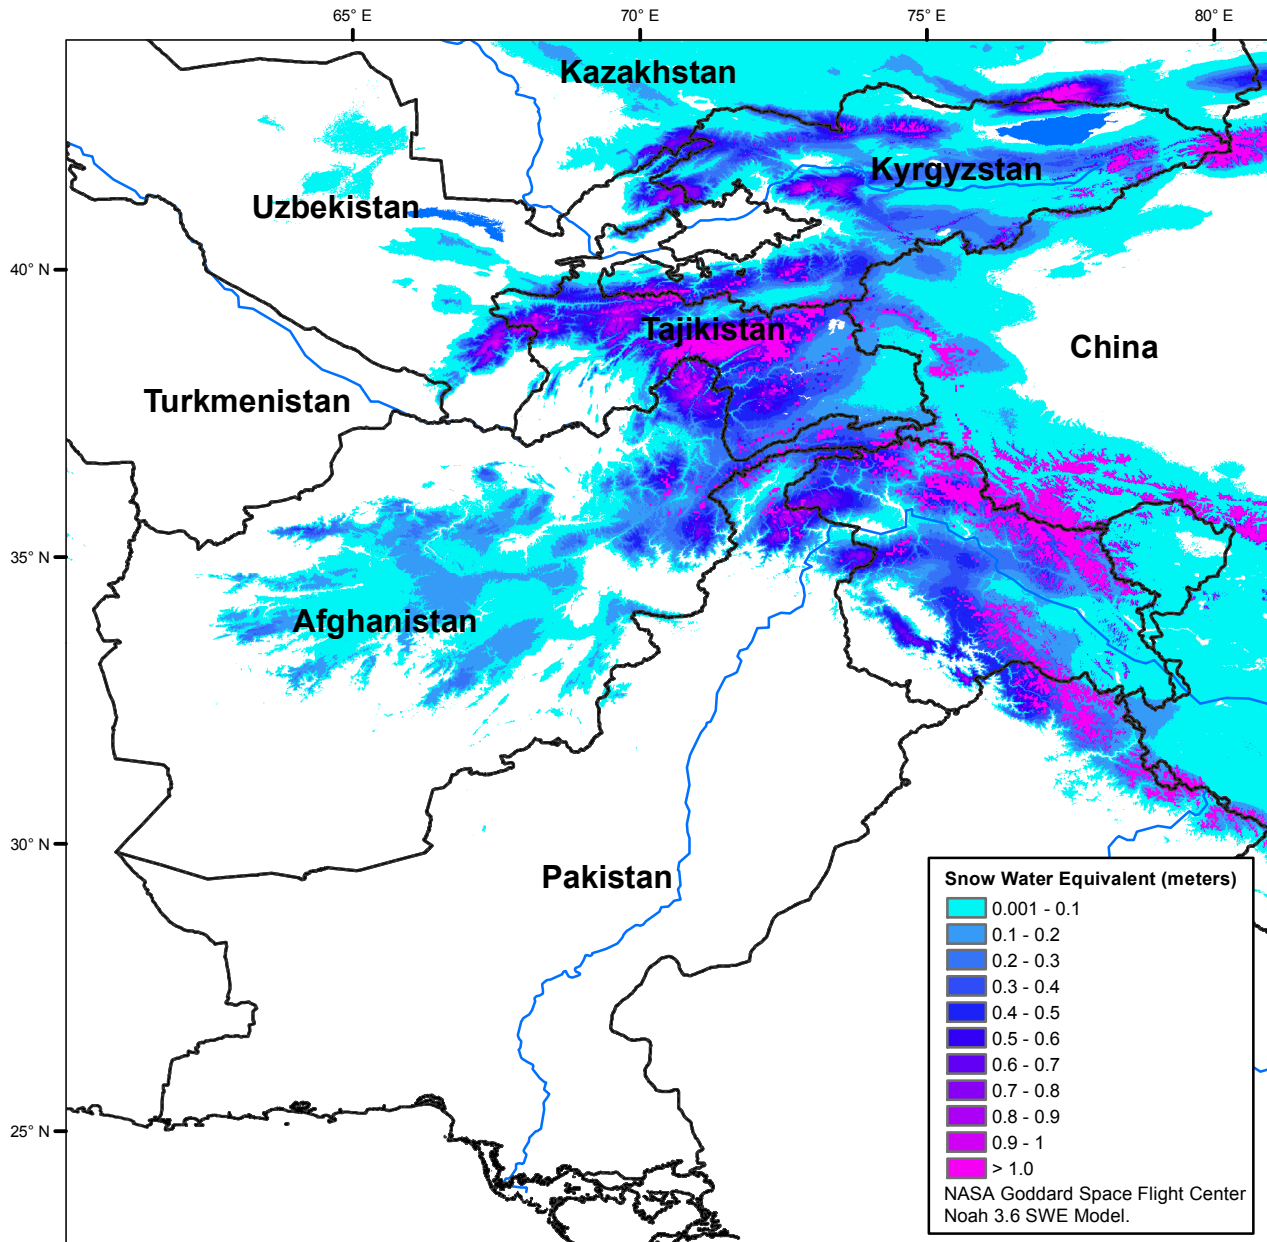 65° E
70° E
75° E
80° E
Kazakhstan
Kyrgyzstan
Uzbekistan
40° N
Tajikistan
China
Turkmenistan
35° N
Afghanistan
30° N
Pakistan
25° N
Snow Water Equivalent (meters)
0.001 - 0.1
0.1 - 0.2
0.2 - 0.3
0.3 - 0.4
0.4 - 0.5
0.5 - 0.6
0.6 - 0.7
0.7 - 0.8
0.8 - 0.9
0.9 - 1
> 1.0
NASA Goddard Space Flight Center
Noah 3.6 SWE Model.